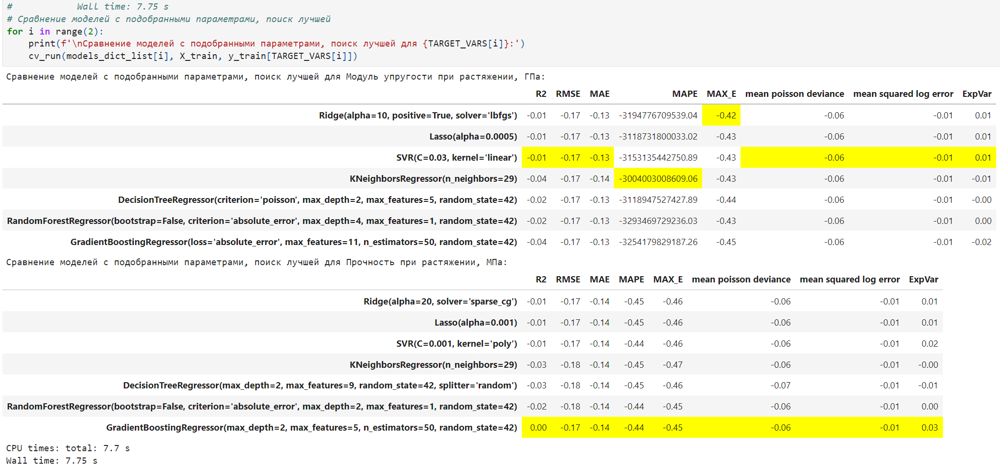 #            Wall time: 7.75 s
# Сравнение моделей с подобранными параметрами, поиск лучшей
for i in range(2):
    print(f'\nСравнение моделей с подобранными параметрами, поиск лучшей для {TARGET_VARS[i]}:')
    cv_run(models_dict_list[i], X_train, y_train[TARGET_VARS[i]])
Сравнение моделей с подобранными параметрами, поиск лучшей для Модуль упругости при растяжении, ГПа:
R2 RMSE MAE MAPE MAX_E mean poisson deviance mean squared log error ExpVar
Ridge(alpha=10, positive=True, solver='lbfgs') -0.01 -0.17 -0.13 -3194776709539.04 -0.42 -0.06 -0.01 0.01
Lasso(alpha=0.0005) -0.01 -0.17 -0.13 -3118731800033.02 -0.43 -0.06 -0.01 0.01
SVR(C=0.03, kernel='linear') -0.01 -0.17 -0.13 -3153135442750.89 -0.43 -0.06 -0.01 0.01
KNeighborsRegressor(n_neighbors=29) -0.04 -0.17 -0.14 -3004003008609.06 -0.43 -0.06 -0.01 -0.01
DecisionTreeRegressor(criterion='poisson', max_depth=2, max_features=5, random_state=42) -0.02 -0.17 -0.13 -3118947527427.89 -0.44 -0.06 -0.01 -0.00
RandomForestRegressor(bootstrap=False, criterion='absolute_error', max_depth=4, max_features=1, random_state=42) -0.02 -0.17 -0.13 -3293469729236.03 -0.43 -0.06 -0.01 0.00
GradientBoostingRegressor(loss='absolute_error', max_features=11, n_estimators=50, random_state=42) -0.04 -0.17 -0.13 -3254179829187.26 -0.45 -0.06 -0.01 -0.02
Сравнение моделей с подобранными параметрами, поиск лучшей для Прочность при растяжении, МПа:
R2 RMSE MAE MAPE MAX_E mean poisson deviance mean squared log error ExpVar
Ridge(alpha=20, solver='sparse_cg') -0.01 -0.17 -0.14 -0.45 -0.46 -0.06 -0.01 0.01
Lasso(alpha=0.001) -0.01 -0.17 -0.14 -0.45 -0.46 -0.06 -0.01 0.01
SVR(C=0.001, kernel='poly') -0.01 -0.17 -0.14 -0.44 -0.46 -0.06 -0.01 0.02
KNeighborsRegressor(n_neighbors=29) -0.03 -0.18 -0.14 -0.45 -0.47 -0.06 -0.01 -0.00
DecisionTreeRegressor(max_depth=2, max_features=9, random_state=42, splitter='random') -0.03 -0.18 -0.14 -0.45 -0.46 -0.07 -0.01 -0.01
RandomForestRegressor(bootstrap=False, criterion='absolute_error', max_depth=2, max_features=1, random_state=42) -0.02 -0.18 -0.14 -0.44 -0.45 -0.06 -0.01 0.00
GradientBoostingRegressor(max_depth=2, max_features=5, n_estimators=50, random_state=42) 0.00 -0.17 -0.14 -0.44 -0.45 -0.06 -0.01 0.03
CPU times: total: 7.7 s
Wall time: 7.75 s